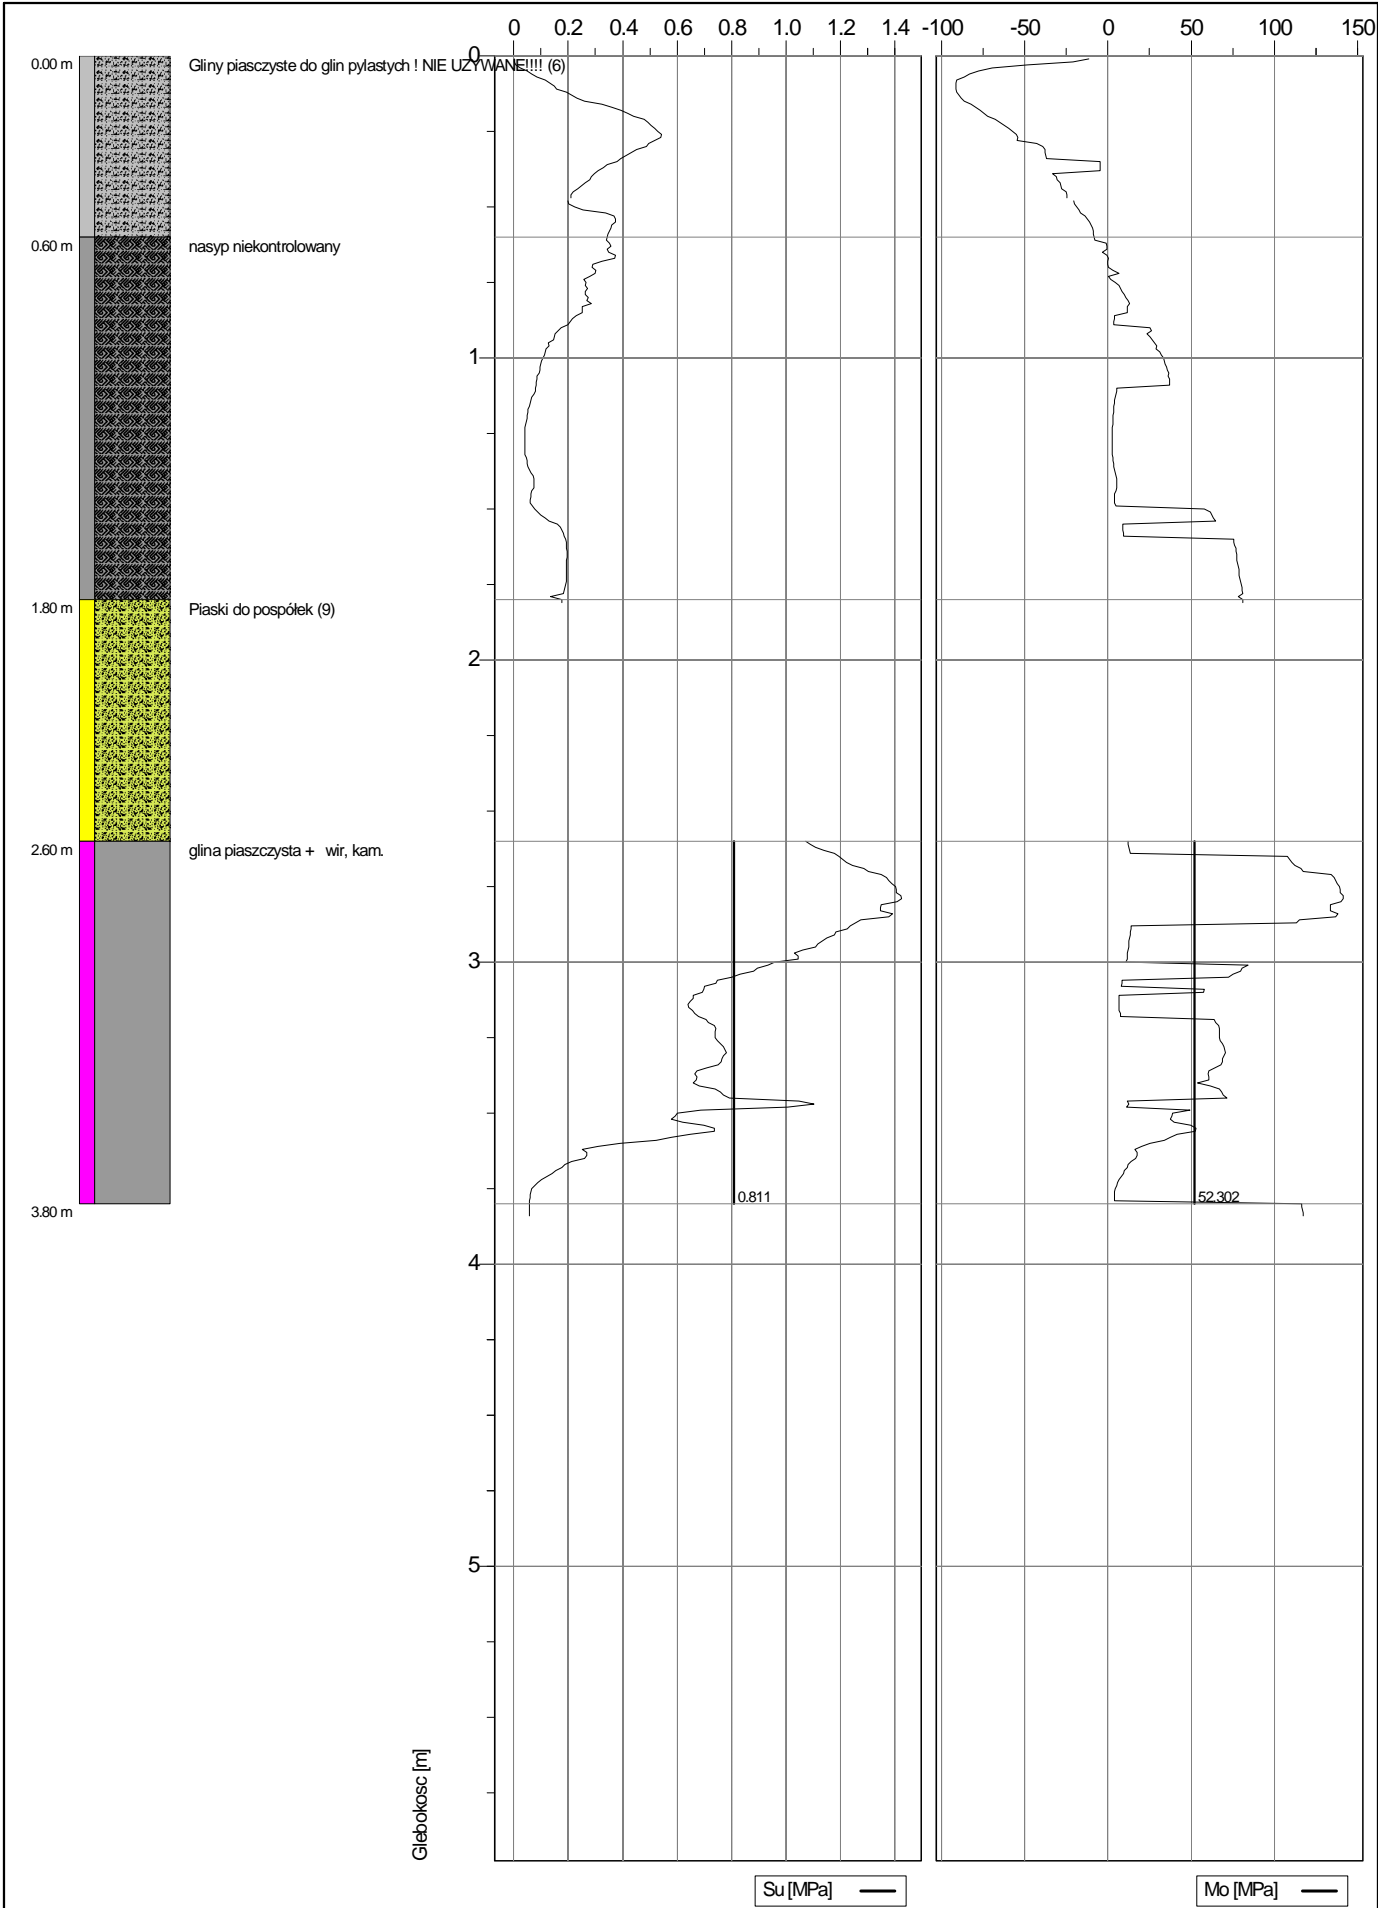 0 0.2 0.4 0.6 0.8 1.0 1.2 1.4 -100 -50 0 50 100 150
0
0.00 m Gliny piasczyste do glin pylastych ! NIE UZYWANE!!!! (6)
0.60 m nasyp niekontrolowany
1
1.80 m Piaski do pospółek (9)
2
2.60 m glina piaszczysta + wir, kam.
3
0.811 52.302
3.80 m
4
5
Glebokosc [m]
Su [MPa] Mo [MPa]